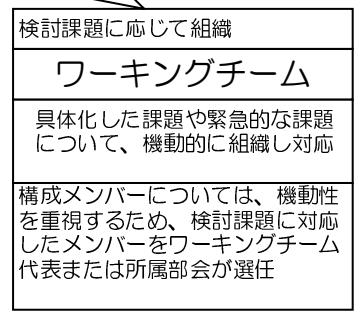 検討課題に応じて組織
ワーキングチーム
具体化した課題や緊急的な課題
について、機動的に組織し対応
構成メンバーについては、機動性
を重視するため、検討課題に対応
したメンバーをワーキングチーム
代表または所属部会が選任